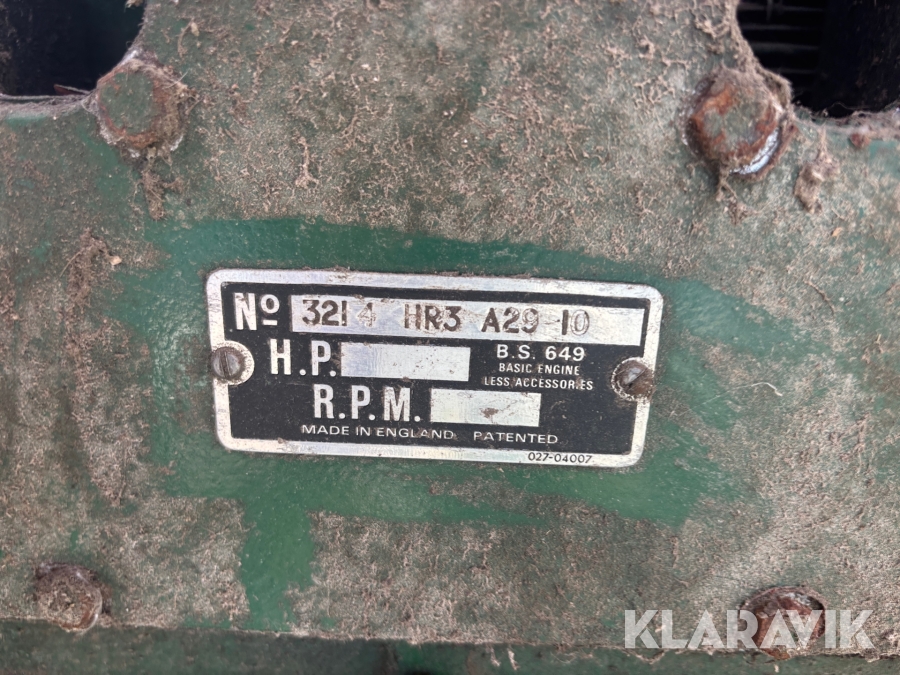 Nº 3214 HR3 A29-10
H.P. B.S. 649
BASIC ENGINE
LESS ACCESSORIES
R.P.M.
MADE IN ENGLAND PATENTED
027-04007
KLARAVIK